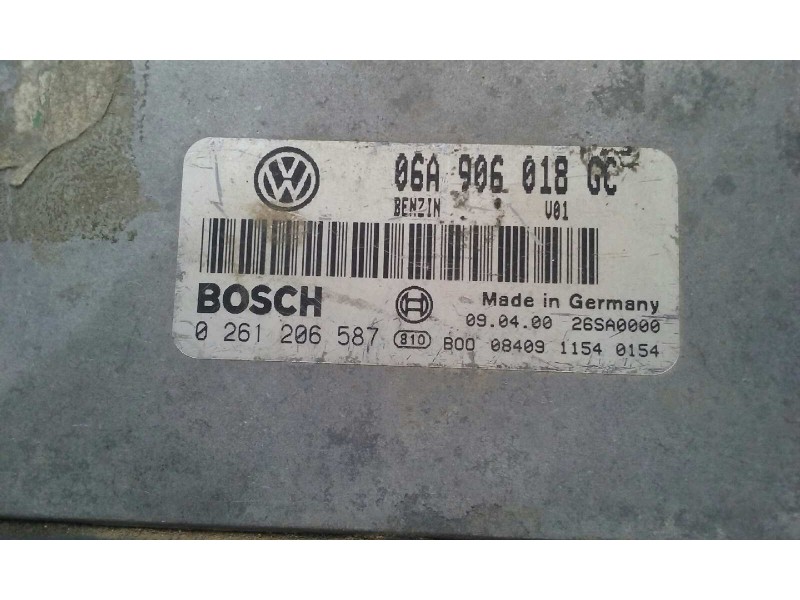 06A 906 018 GC
BENZIN V01
BOSCH
Made in Germany
09.04.00 26SA0000
0 261 206 587 810 B00 08409 1154 0154